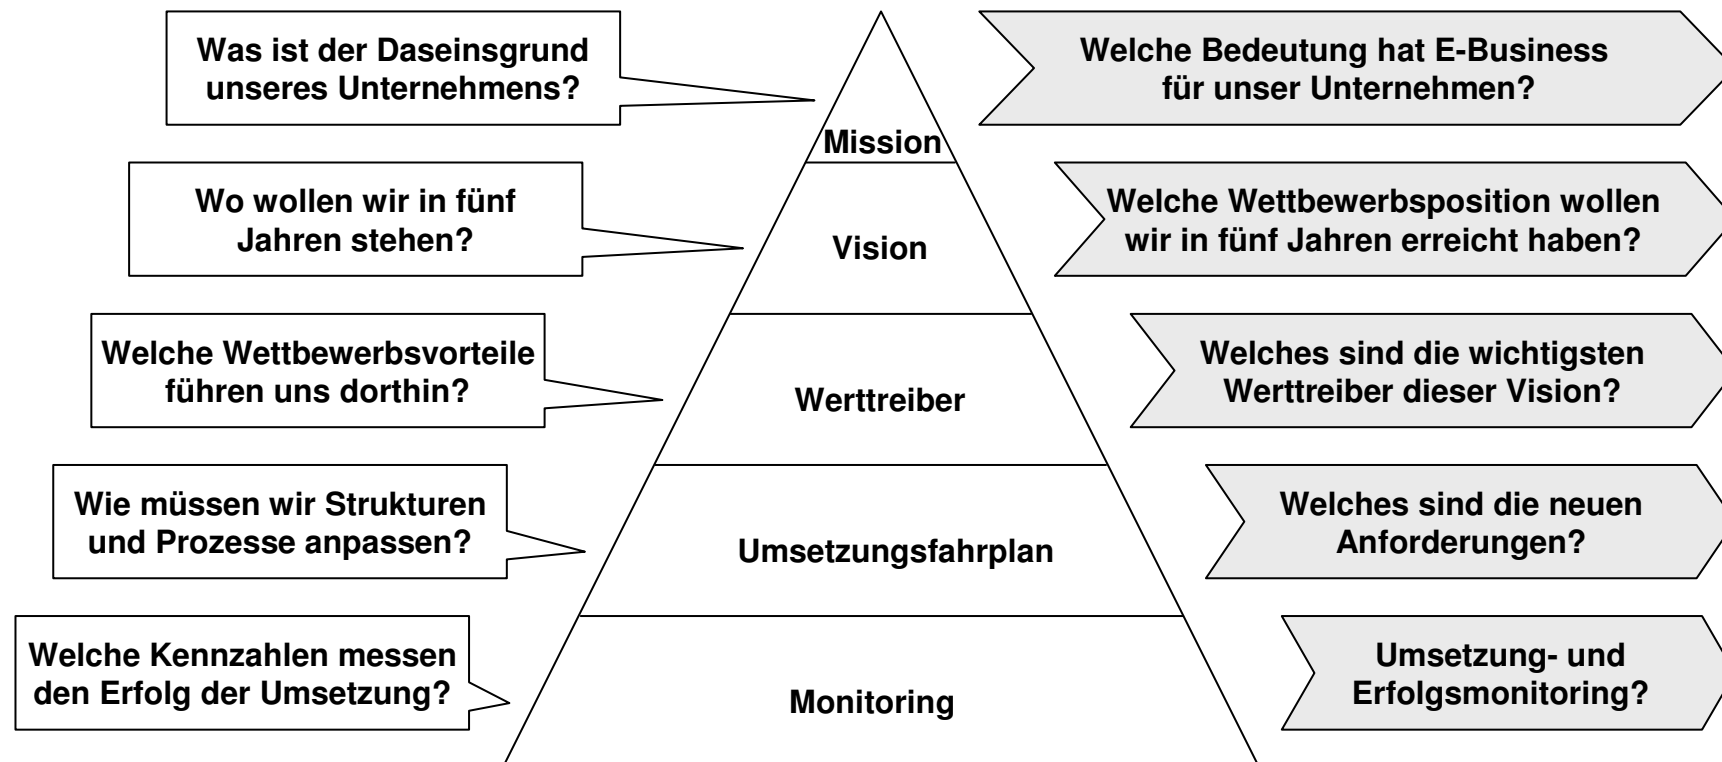 Was ist der Daseinsgrund
unseres Unternehmens?
Mission
Welche Bedeutung hat E-Business
für unser Unternehmen?
Wo wollen wir in fünf
Jahren stehen?
Vision
Welche Wettbewerbsposition wollen
wir in fünf Jahren erreicht haben?
Welche Wettbewerbsvorteile
führen uns dorthin?
Werttreiber
Welches sind die wichtigsten
Werttreiber dieser Vision?
Wie müssen wir Strukturen
und Prozesse anpassen?
Umsetzungsfahrplan
Welches sind die neuen
Anforderungen?
Welche Kennzahlen messen
den Erfolg der Umsetzung?
Monitoring
Umsetzung- und
Erfolgsmonitoring?